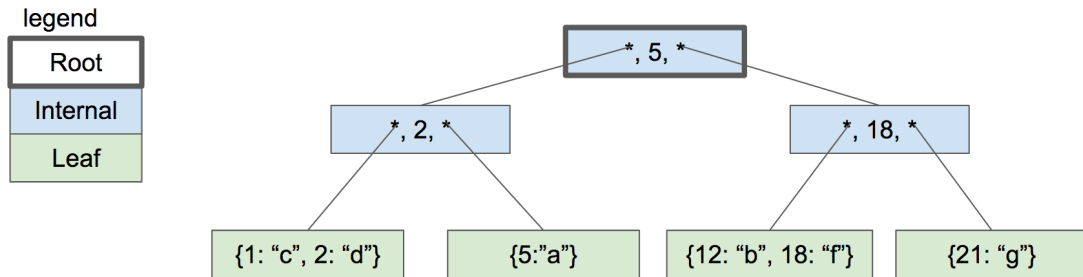 legend
Root
Internal
Leaf
*, 5, *
*, 2, *
*, 18, *
{1: “c”, 2: “d”}
{5:”a”}
{12: “b”, 18: “f”}
{21: “g”}